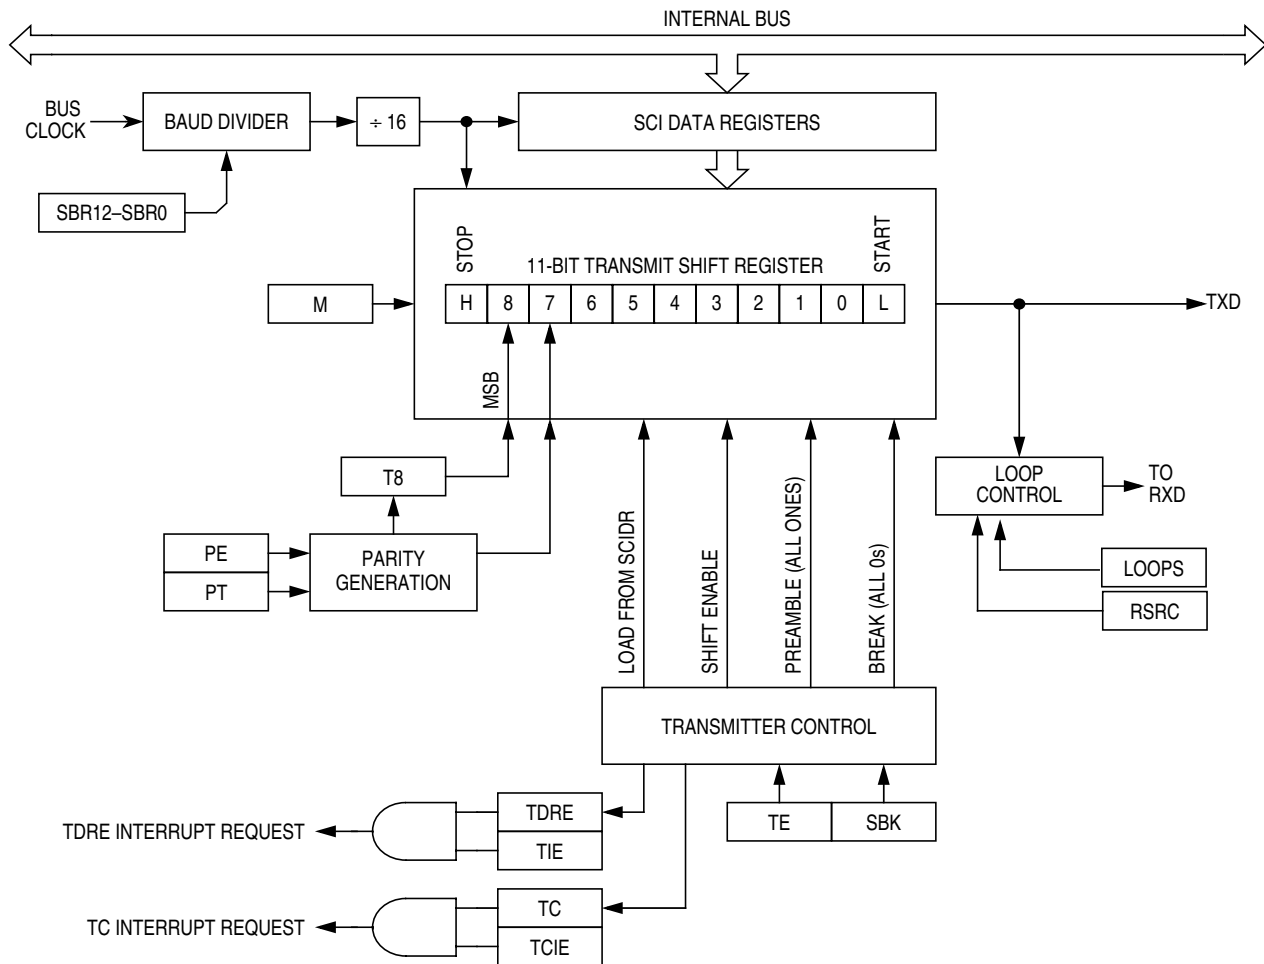 INTERNAL BUS
BUS
CLOCK
BAUD DIVIDER
÷ 16
SCI DATA REGISTERS
SBR12–SBR0
STOP
11-BIT TRANSMIT SHIFT REGISTER
START
M
H 8 7 6 5 4 3 2 1 0 L
TXD
MSB
T8
LOOP
CONTROL
TO
RXD
PE
PT
PARITY
GENERATION
LOAD FROM SCIDR
SHIFT ENABLE
PREAMBLE (ALL ONES)
BREAK (ALL 0s)
LOOPS
RSRC
TRANSMITTER CONTROL
TE
SBK
TDRE INTERRUPT REQUEST
TDRE
TIE
TC INTERRUPT REQUEST
TC
TCIE